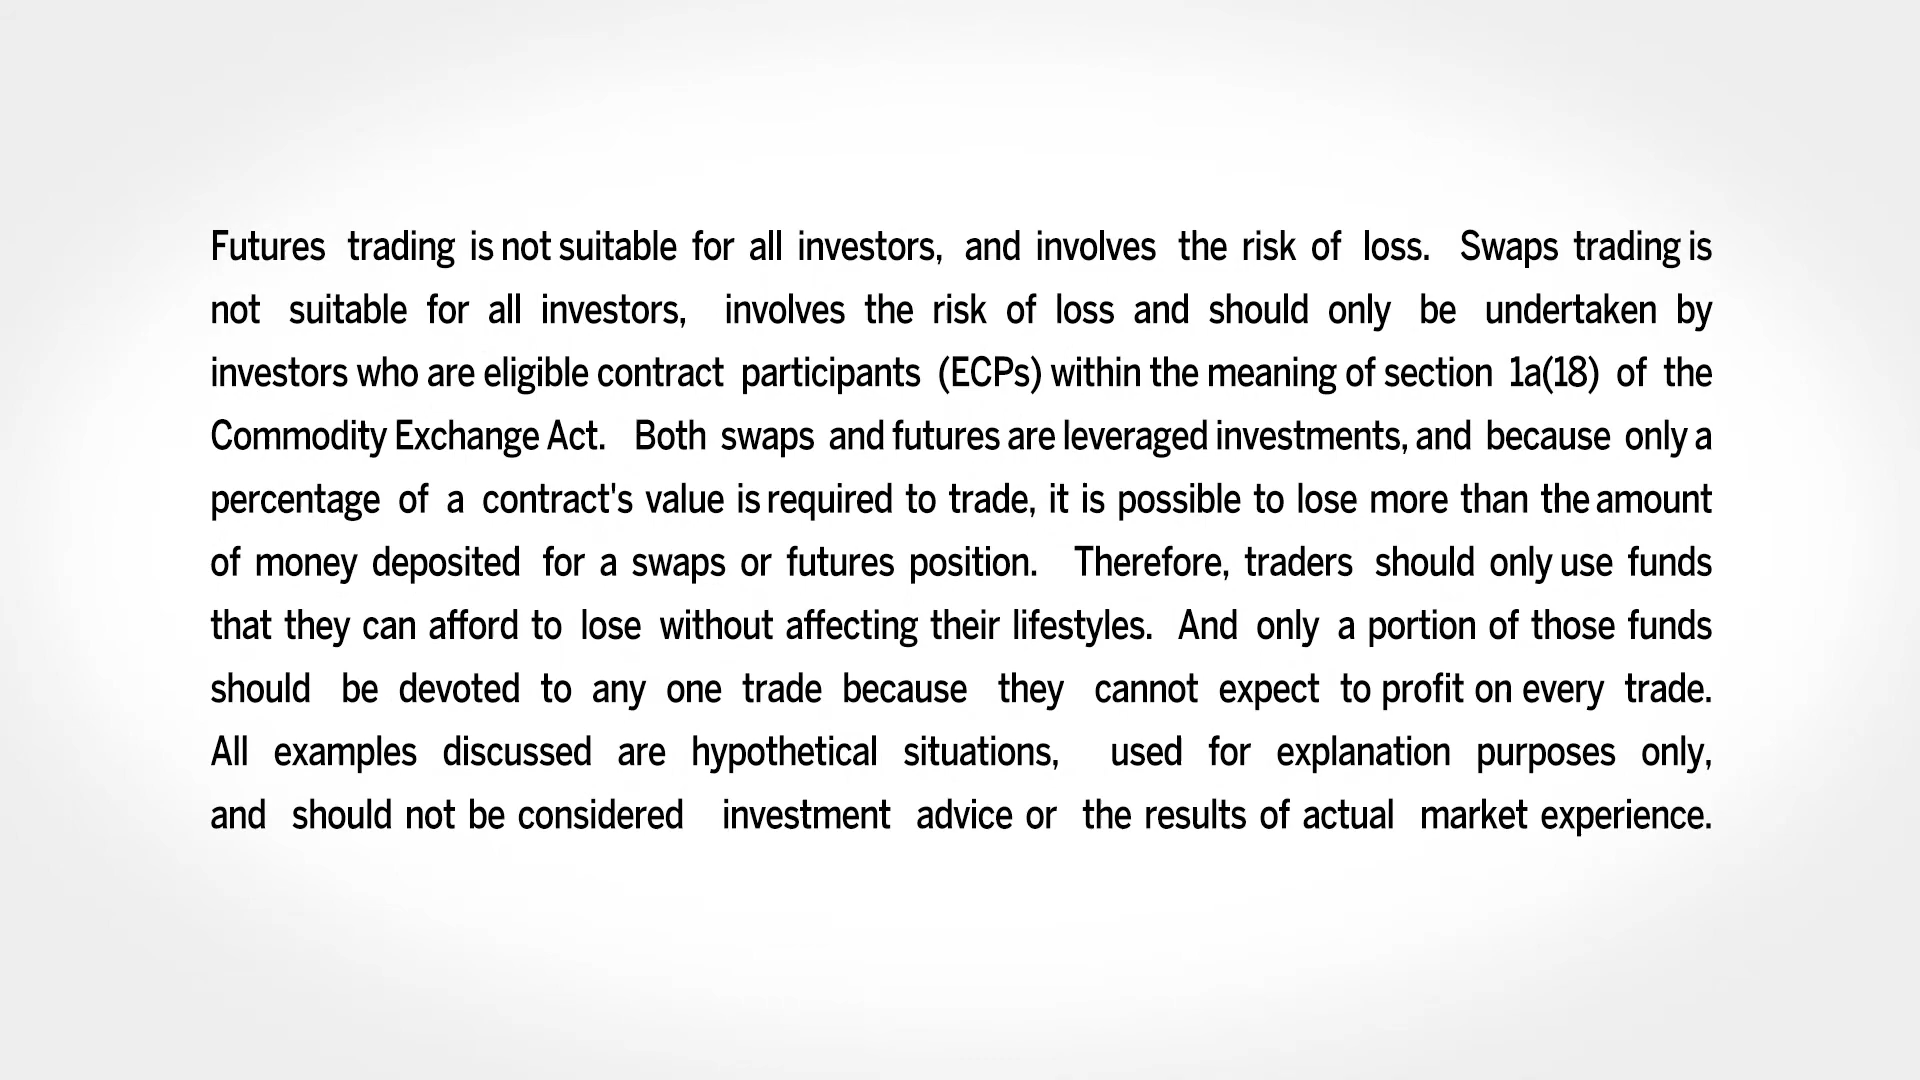 Futures trading is not suitable for all investors, and involves the risk of loss. Swaps trading is
not suitable for all investors, involves the risk of loss and should only be undertaken by
investors who are eligible contract participants (ECPs) within the meaning of section 1a(18) of the
Commodity Exchange Act. Both swaps and futures are leveraged investments, and because only a
percentage of a contract's value is required to trade, it is possible to lose more than the amount
of money deposited for a swaps or futures position. Therefore, traders should only use funds
that they can afford to lose without affecting their lifestyles. And only a portion of those funds
should be devoted to any one trade because they cannot expect to profit on every trade.
All examples discussed are hypothetical situations, used for explanation purposes only,
and should not be considered investment advice or the results of actual market experience.